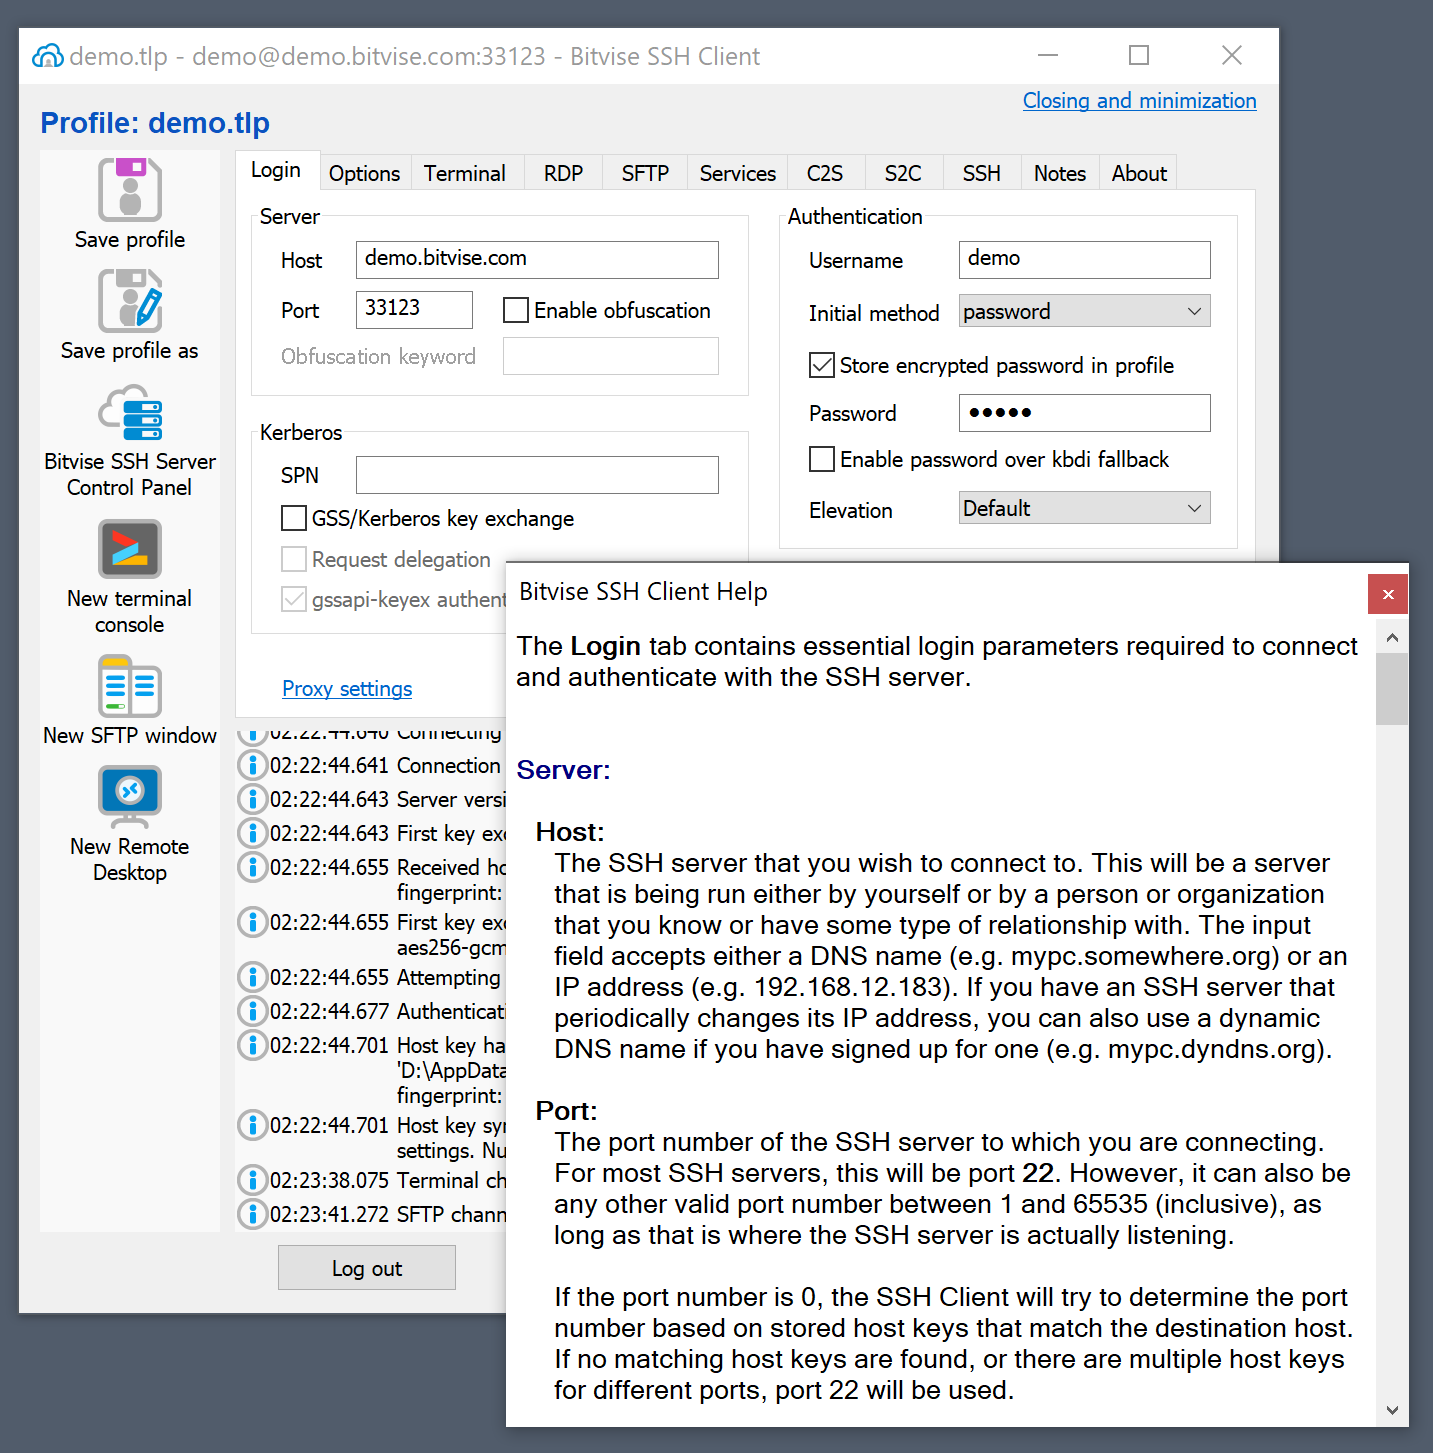 demo.tlp - demo@demo.bitvise.com:33123 - Bitvise SSH Client
Closing and minimization
Profile: demo.tlp
Save profile
Save profile as
Bitvise SSH Server
Control Panel
New terminal
console
New SFTP window
New Remote
Desktop
Login Options Terminal RDP SFTP Services C2S S2C SSH Notes About
Server
Host demo.bitvise.com
Port 33123 Enable obfuscation
Obfuscation keyword
Kerberos
SPN
GSS/Kerberos key exchange
Request delegation
gssapi-keyex authent
Proxy settings
Authentication
Username demo
Initial method password
Store encrypted password in profile
Password •••••
Enable password over kbdi fallback
Elevation Default
02:22:44.640 Connecting
02:22:44.641 Connection
02:22:44.643 Server versi
02:22:44.643 First key exc
02:22:44.655 Received ho
fingerprint:
02:22:44.655 First key exc
aes256-gcm
02:22:44.655 Attempting
02:22:44.677 Authenticati
02:22:44.701 Host key ha
'D:\AppData
fingerprint:
02:22:44.701 Host key syn
settings. Nu
02:23:38.075 Terminal ch
02:23:41.272 SFTP chann
Log out
Bitvise SSH Client Help
The Login tab contains essential login parameters required to connect
and authenticate with the SSH server.
Server:
Host:
The SSH server that you wish to connect to. This will be a server
that is being run either by yourself or by a person or organization
that you know or have some type of relationship with. The input
field accepts either a DNS name (e.g. mypc.somewhere.org) or an
IP address (e.g. 192.168.12.183). If you have an SSH server that
periodically changes its IP address, you can also use a dynamic
DNS name if you have signed up for one (e.g. mypc.dyndns.org).
Port:
The port number of the SSH server to which you are connecting.
For most SSH servers, this will be port 22. However, it can also be
any other valid port number between 1 and 65535 (inclusive), as
long as that is where the SSH server is actually listening.
If the port number is 0, the SSH Client will try to determine the port
number based on stored host keys that match the destination host.
If no matching host keys are found, or there are multiple host keys
for different ports, port 22 will be used.